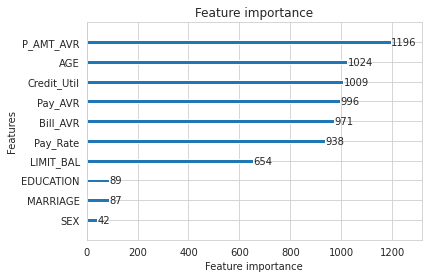 Feature importance
P_AMT_AVR 1196
AGE 1024
Credit_Util 1009
Pay_AVR 996
Bill_AVR 971
Pay_Rate 938
LIMIT_BAL 654
EDUCATION 89
MARRIAGE 87
SEX 42
Features
0 200 400 600 800 1000 1200
Feature importance